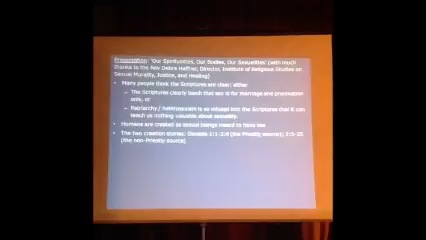 Presentation: 'Our Spiritualities, Our Bodies, Our Sexualities' (with much
thanks to the Rev Debra Haffner, Director, Institute of Religious Studies on
Sexual Morality, Justice, and Healing)
• Many people think the Scriptures are clear: either
– The Scriptures clearly teach that sex is for marriage and procreation
only, or
– Patriarchy / heterosexism is so infused into the Scriptures that it can
teach us nothing valuable about sexuality.
• Humans are created as sexual beings meant to have sex
• The two creation stories: Genesis 1:1-2:4 (the Priestly source); 2:5-25
(the non-Priestly source)